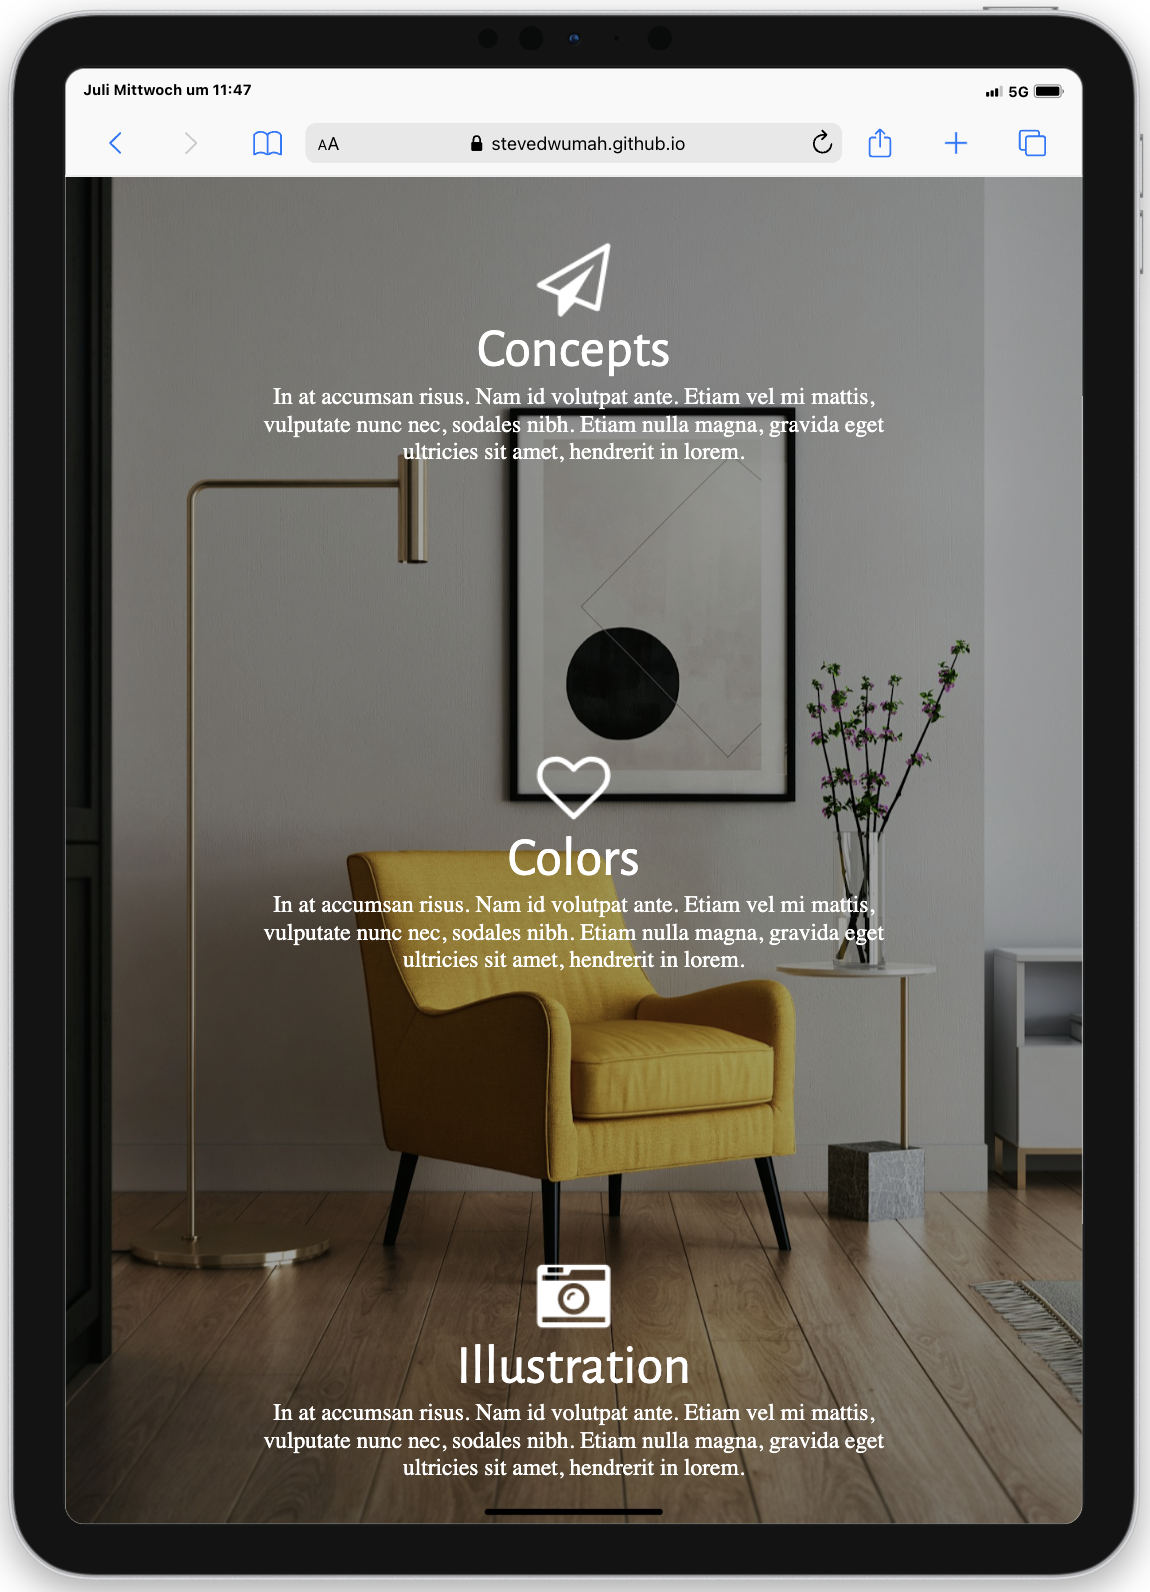 Juli Mittwoch um 11:47
5G
AA
stevedwumah.github.io
Concepts
In at accumsan risus. Nam id volutpat ante. Etiam vel mi mattis,
vulputate nunc nec, sodales nibh. Etiam nulla magna, gravida eget
ultricies sit amet, hendrerit in lorem.
Colors
In at accumsan risus. Nam id volutpat ante. Etiam vel mi mattis,
vulputate nunc nec, sodales nibh. Etiam nulla magna, gravida eget
ultricies sit amet, hendrerit in lorem.
Illustration
In at accumsan risus. Nam id volutpat ante. Etiam vel mi mattis,
vulputate nunc nec, sodales nibh. Etiam nulla magna, gravida eget
ultricies sit amet, hendrerit in lorem.